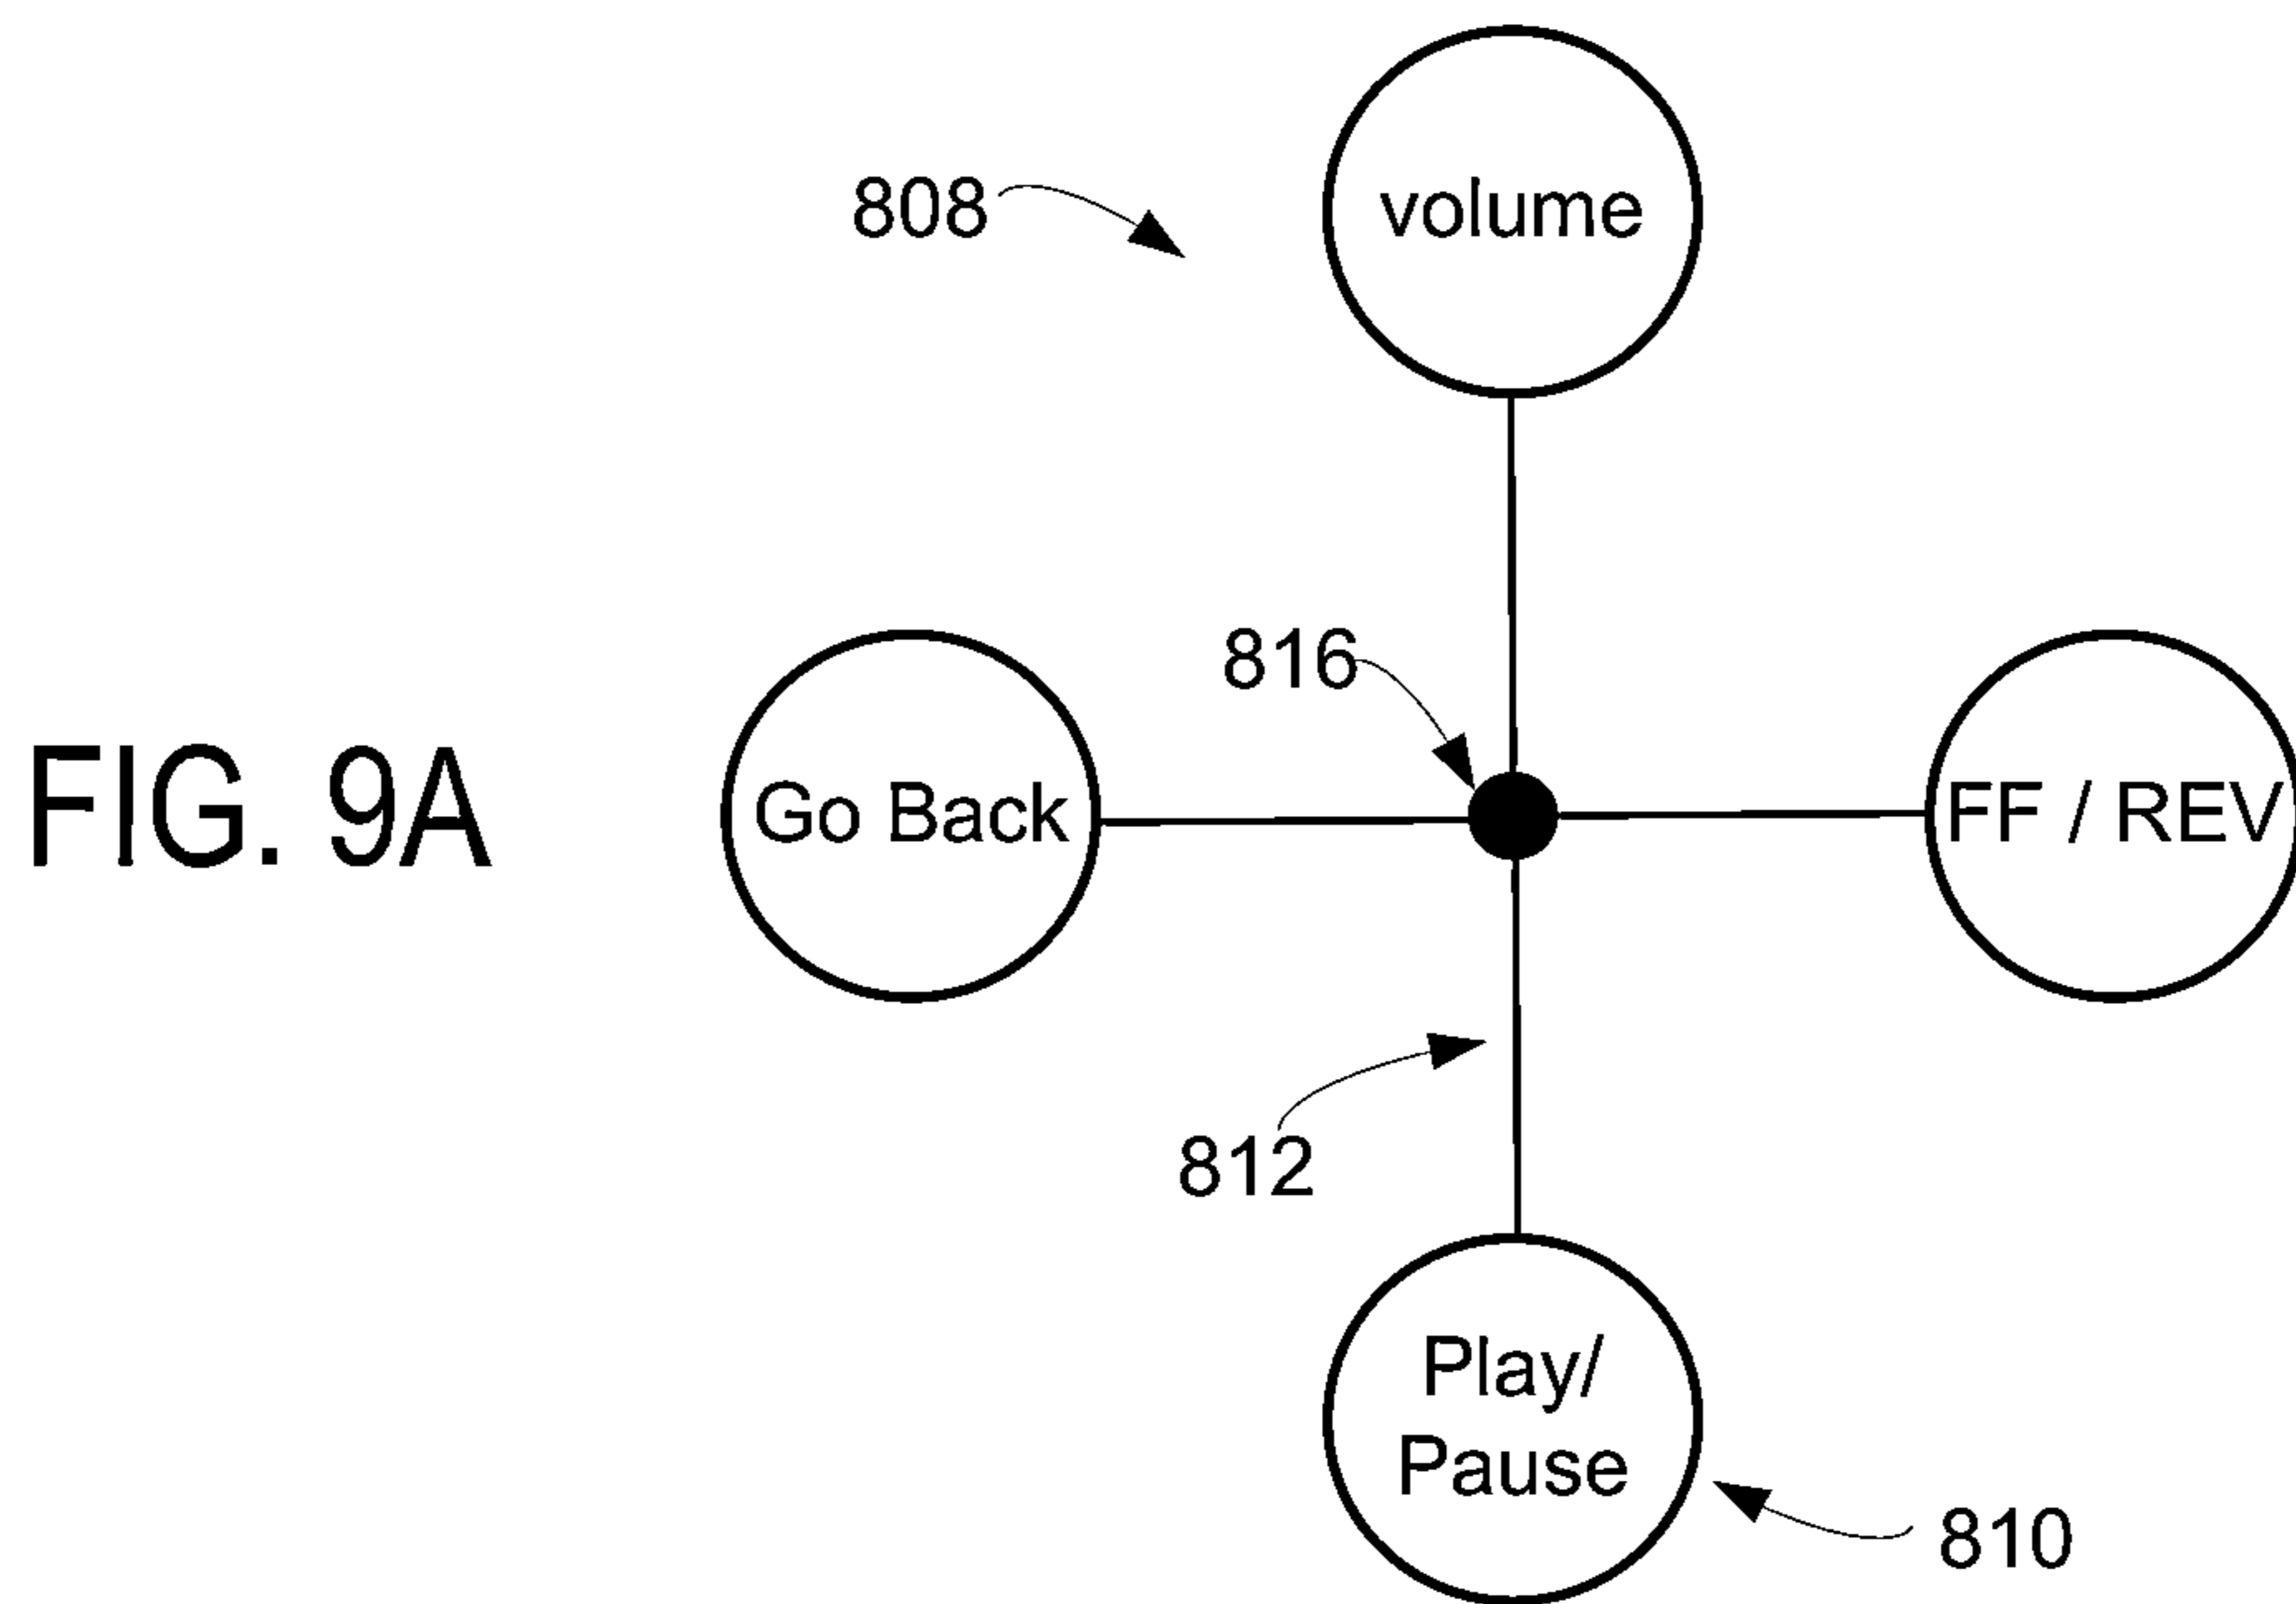 808
volume
816
FIG. 9A
Go Back
FF / REV
812
Play/
Pause
810